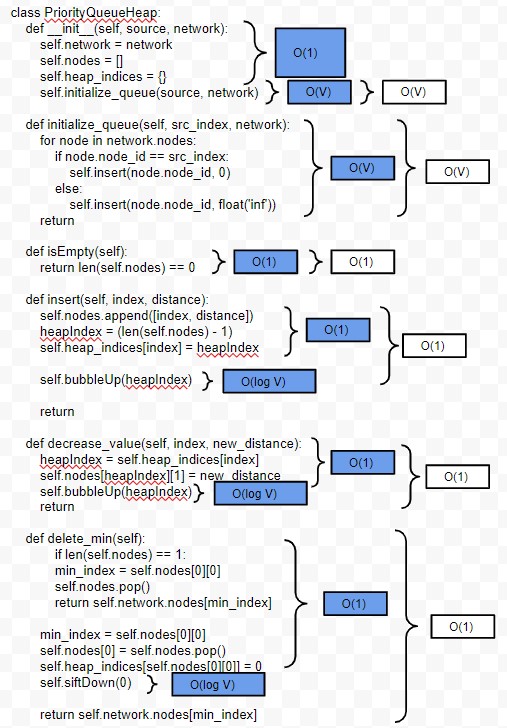 class PriorityQueueHeap:
def __init__(self, source, network):
self.network = network
self.nodes = []
self.heap_indices = {}
O(1)
self.initialize_queue(source, network)
O(V)
O(V)
def initialize_queue(self, src_index, network):
for node in network.nodes:
if node.node_id == src_index:
self.insert(node.node_id, 0)
else:
self.insert(node.node_id, float('inf'))
return
O(V)
O(V)
def isEmpty(self):
return len(self.nodes) == 0
O(1)
O(1)
def insert(self, index, distance):
self.nodes.append([index, distance])
heapIndex = (len(self.nodes) - 1)
self.heap_indices[index] = heapIndex
O(1)
O(1)
self.bubbleUp(heapIndex)
O(log V)
return
def decrease_value(self, index, new_distance):
heapIndex = self.heap_indices[index]
self.nodes[heapIndex][1] = new_distance
O(1)
O(1)
self.bubbleUp(heapIndex)
O(log V)
return
def delete_min(self):
if len(self.nodes) == 1:
min_index = self.nodes[0][0]
self.nodes.pop()
return self.network.nodes[min_index]
O(1)
O(1)
min_index = self.nodes[0][0]
self.nodes[0] = self.nodes.pop()
self.heap_indices[self.nodes[0][0]] = 0
self.siftDown(0)
O(log V)
return self.network.nodes[min_index]